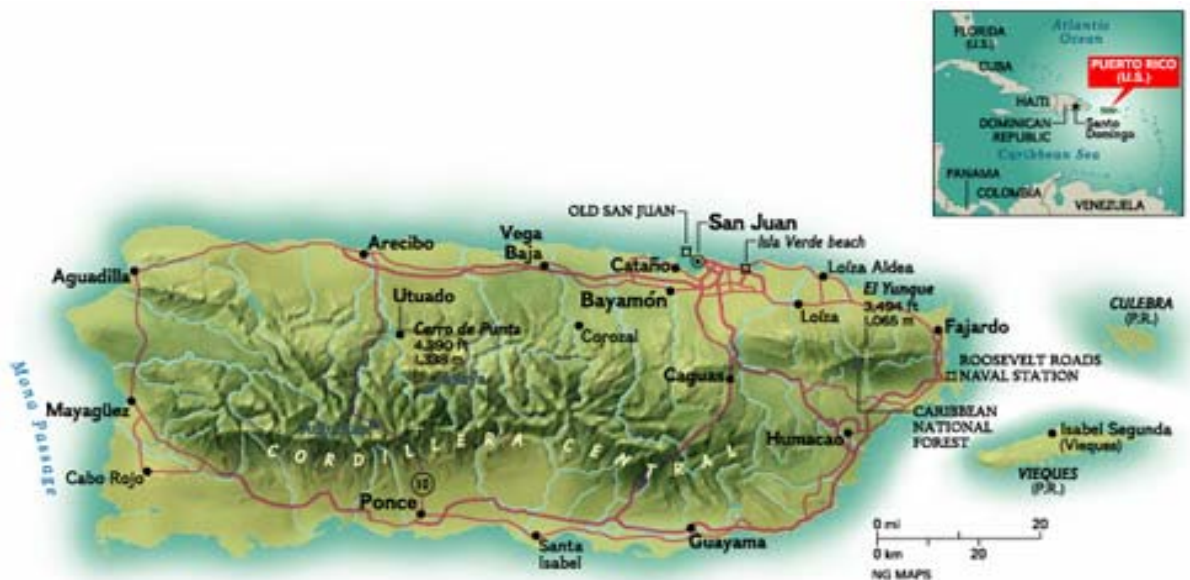 Atlantic
Ocean
FLORIDA
(U.S.)
CUBA
PUERTO RICO
(U.S.)
HAITI
DOMINICAN
REPUBLIC
Santo
Domingo
Caribbean Sea
PANAMA
COLOMBIA
VENEZUELA
OLD SAN JUAN
San Juan
Isla Verde beach
Aguadilla
Arecibo
Vega
Baja
Cataño
Bayamón
Loíza Aldea
El Yunque
3,494 ft
1,065 m
Loíza
Fajardo
CULEBRA
(P.R.)
Utuado
Cerro de Punta
4,390 ft
1,338 m
Corozal
Caguas
ROOSEVELT ROADS
NAVAL STATION
Mona Passage
Mayagüez
CARIBBEAN
NATIONAL
FOREST
Humacao
Isabel Segunda
(Vieques)
VIEQUES
(P.R.)
CORDILLERA CENTRAL
Cabo Rojo
10
Ponce
Santa
Isabel
Guayama
0 mi 20
0 km 20
NG MAPS